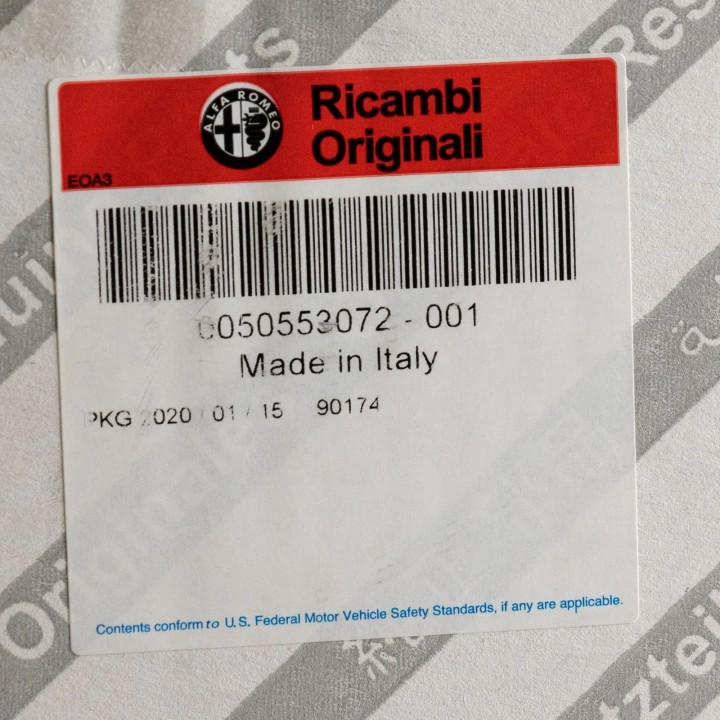 ALFA ROMEO
Ricambi
Originali
EOA3
0050553072 - 001
Made in Italy
PKG 2020 / 01 / 15 90174
Contents conform to U.S. Federal Motor Vehicle Safety Standards, if any are applicable.